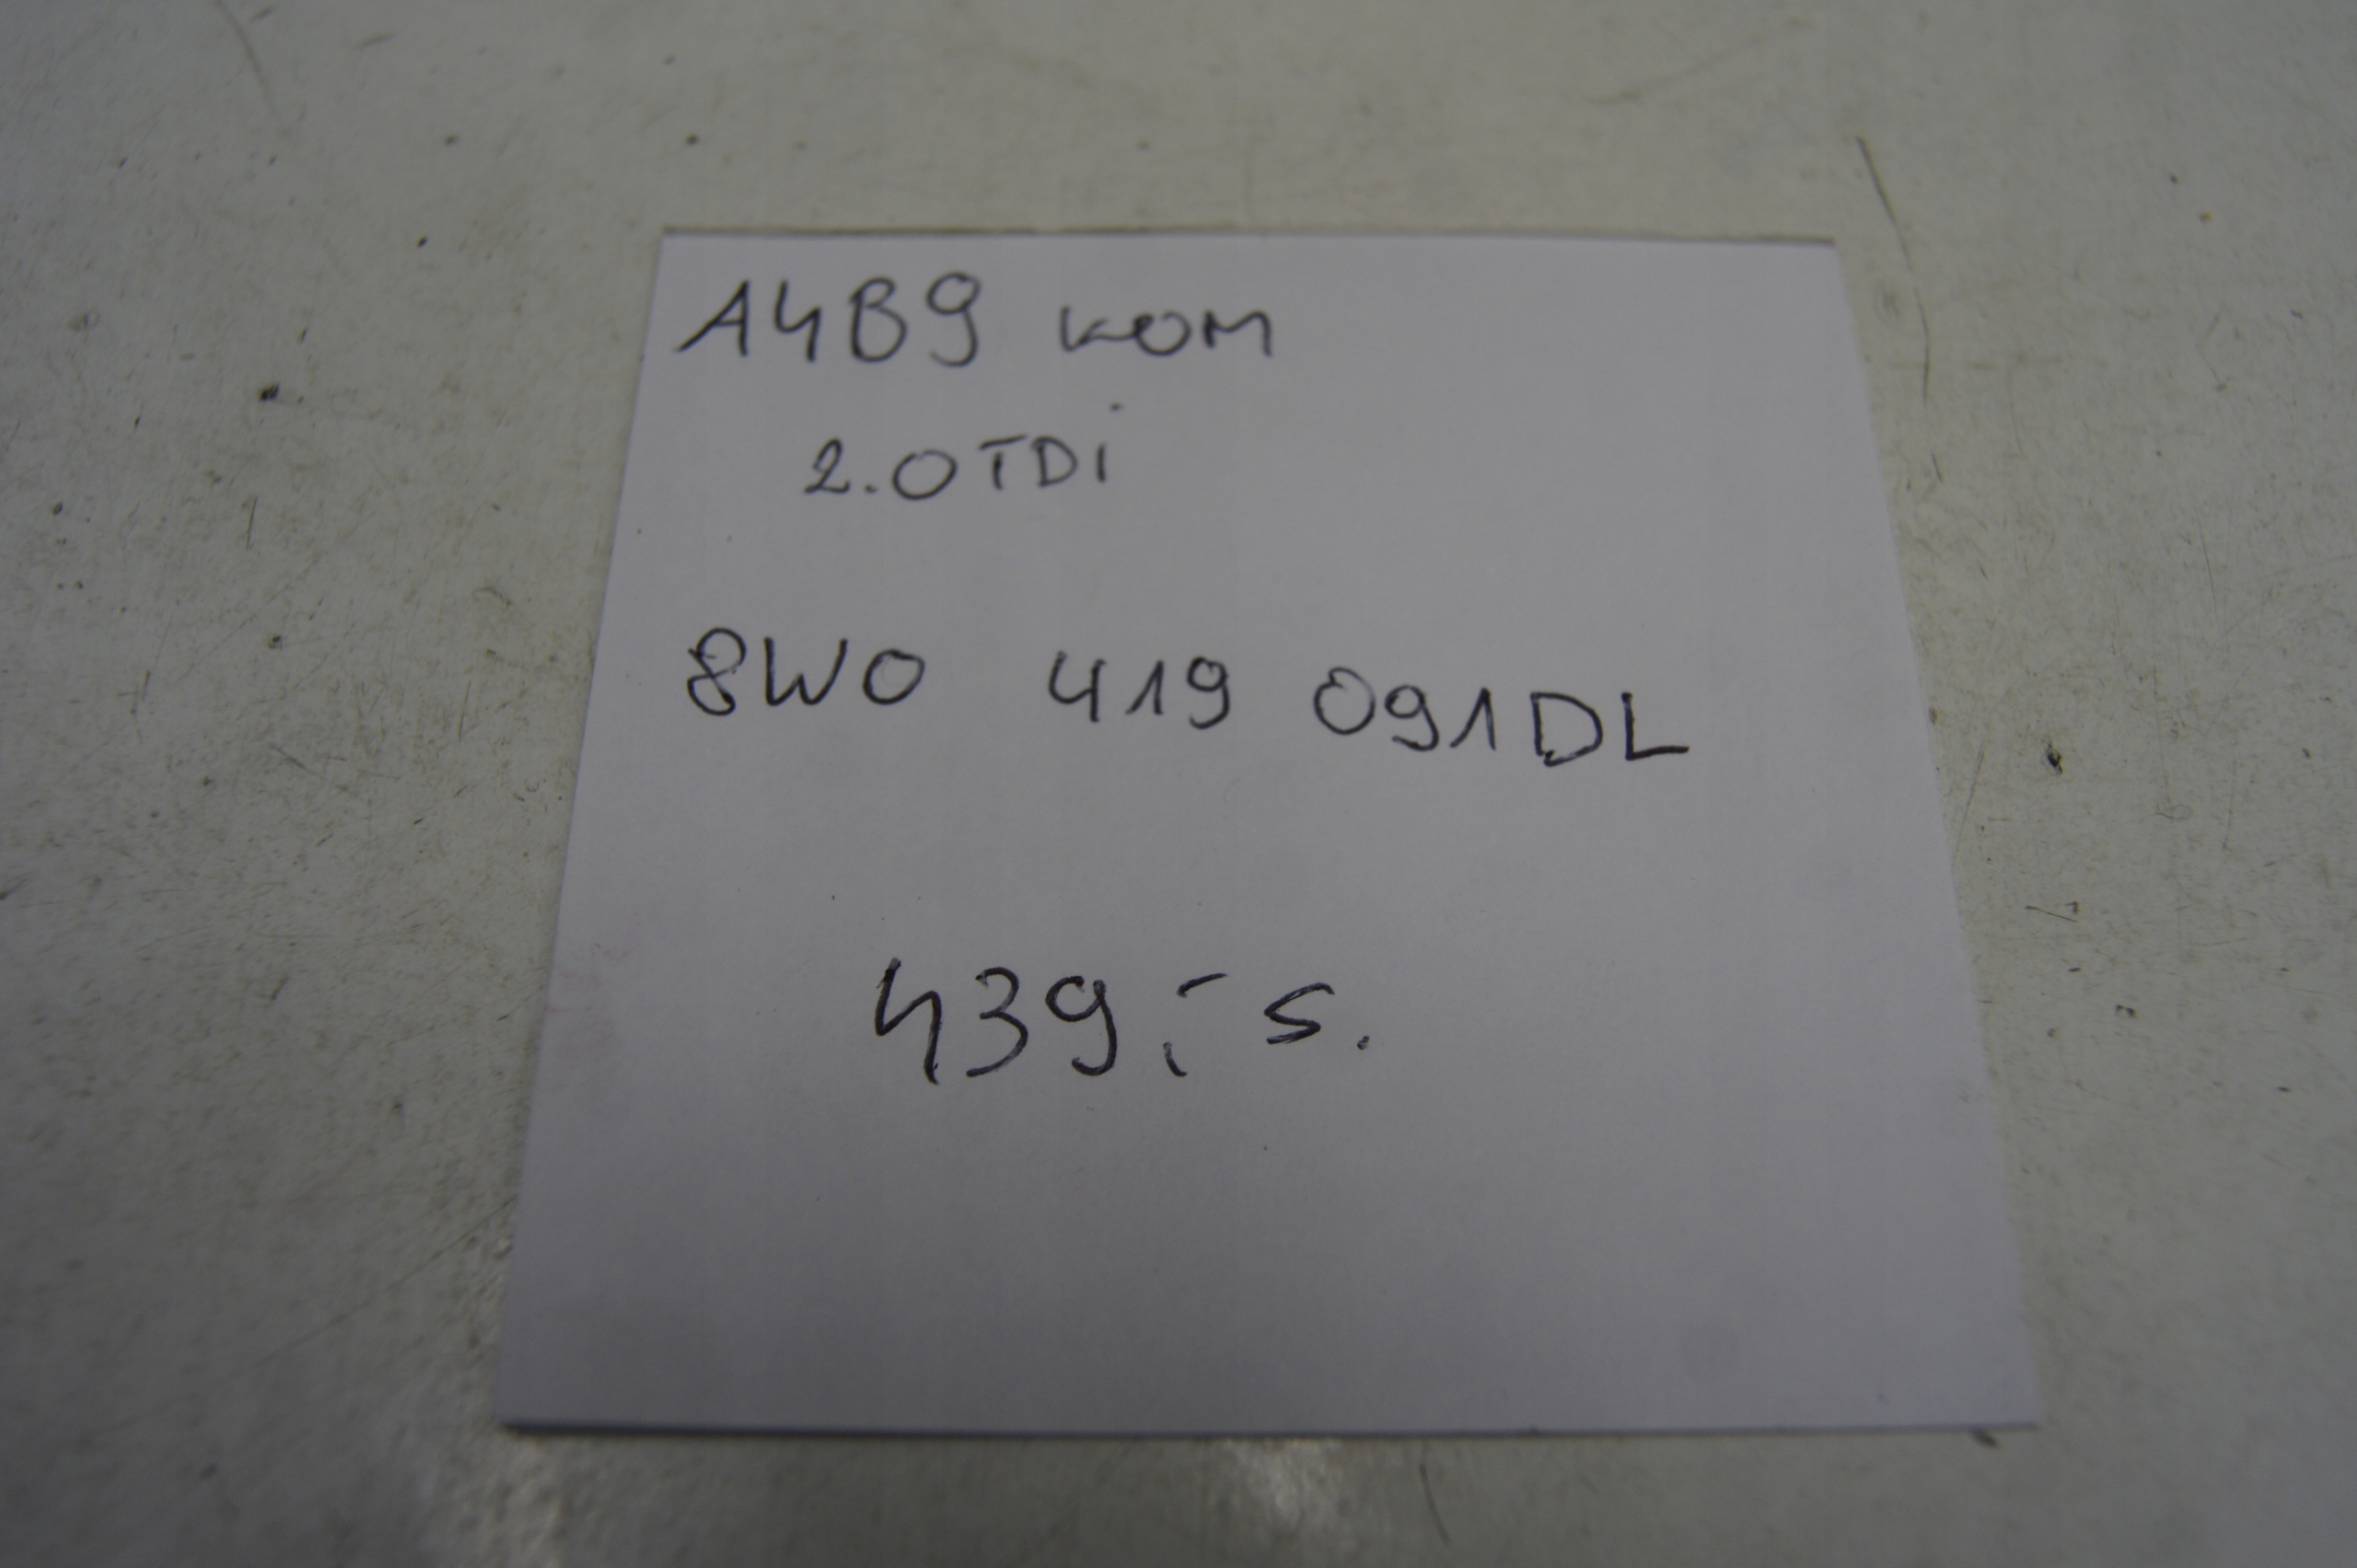 A4B9 KOM
2.0TDi
8W0 419 091DL
439,- s.